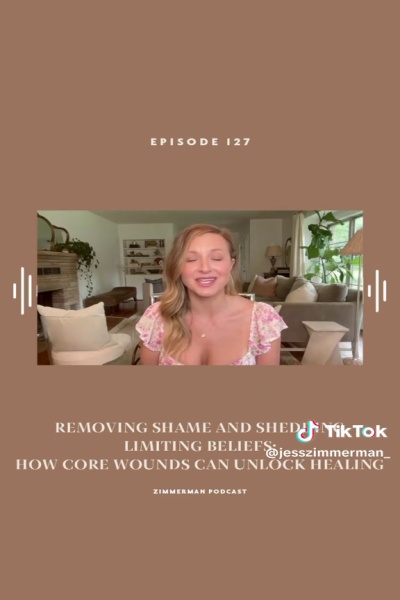 EPISODE 127
REMOVING SHAME AND SHEDDING
LIMITING BELIEFS:
HOW CORE WOUNDS CAN UNLOCK HEALING
TikTok
@jesszimmerman_
ZIMMERMAN PODCAST